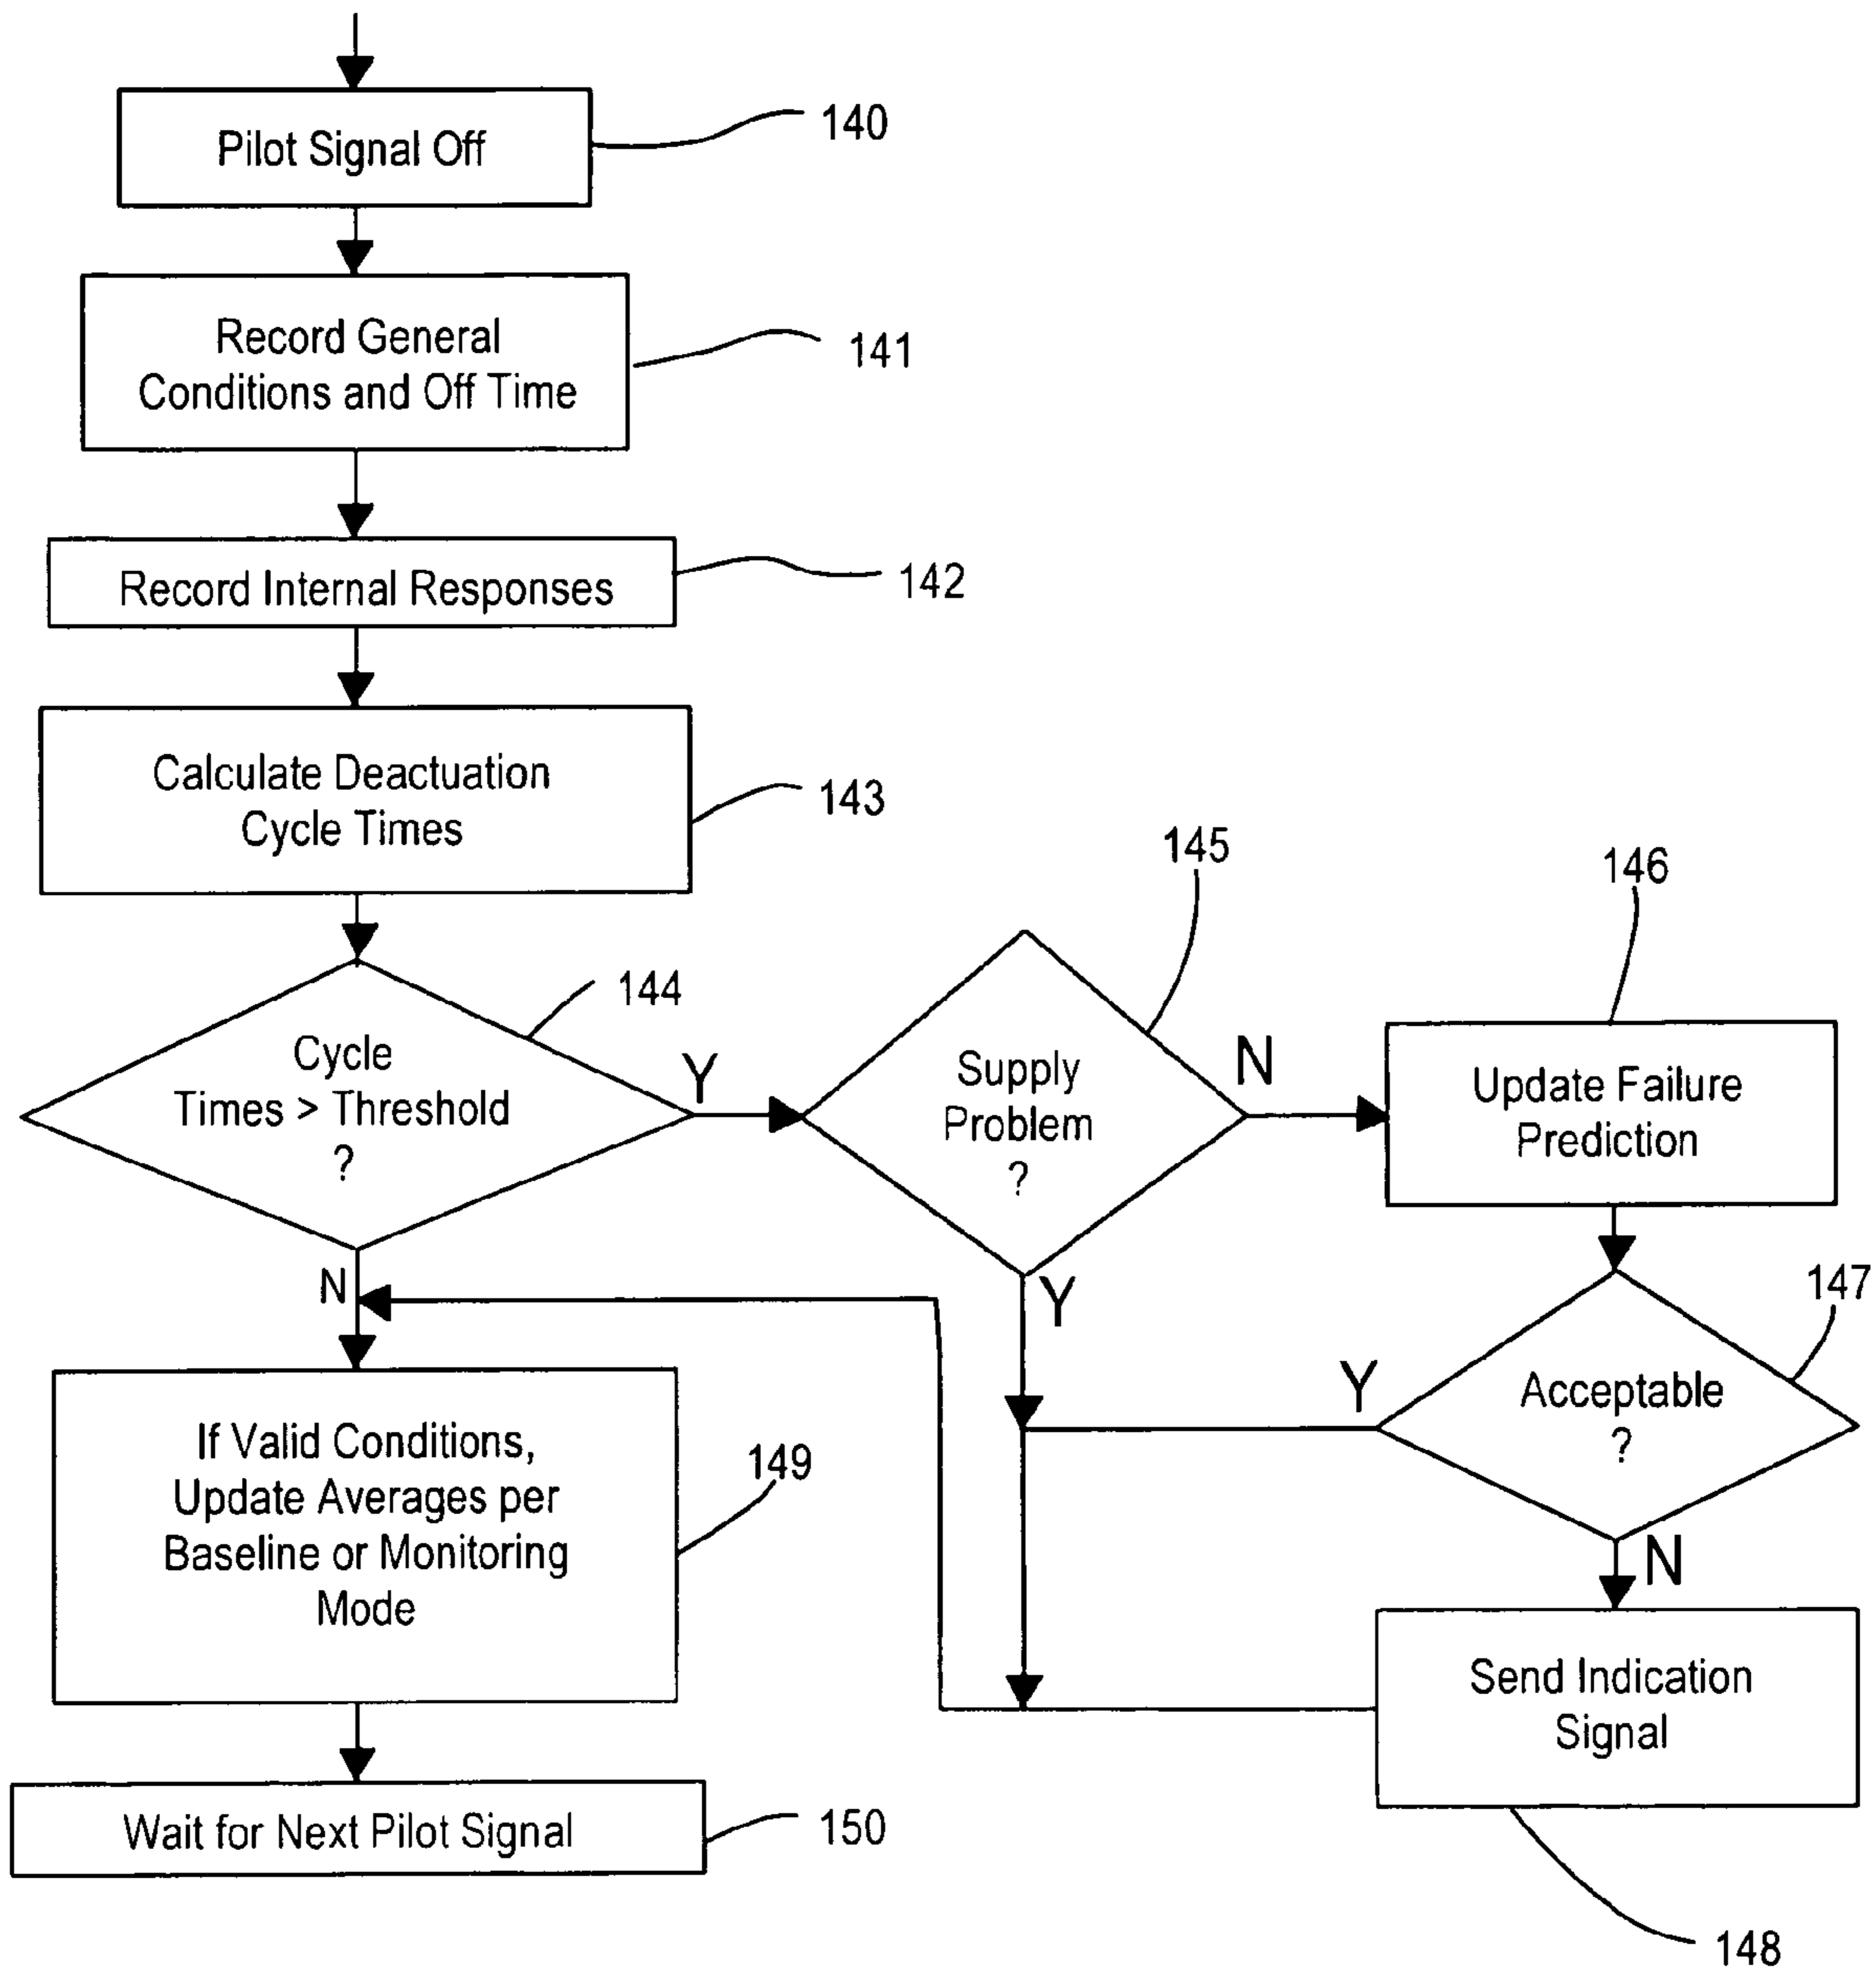 Pilot Signal Off
140
Record General
Conditions and Off Time
141
Record Internal Responses
142
Calculate Deactuation
Cycle Times
143
Cycle
Times > Threshold
?
144
Y
N
Supply
Problem
?
145
N
Y
Update Failure
Prediction
146
Acceptable
?
147
Y
N
Send Indication
Signal
148
If Valid Conditions,
Update Averages per
Baseline or Monitoring
Mode
149
Wait for Next Pilot Signal
150